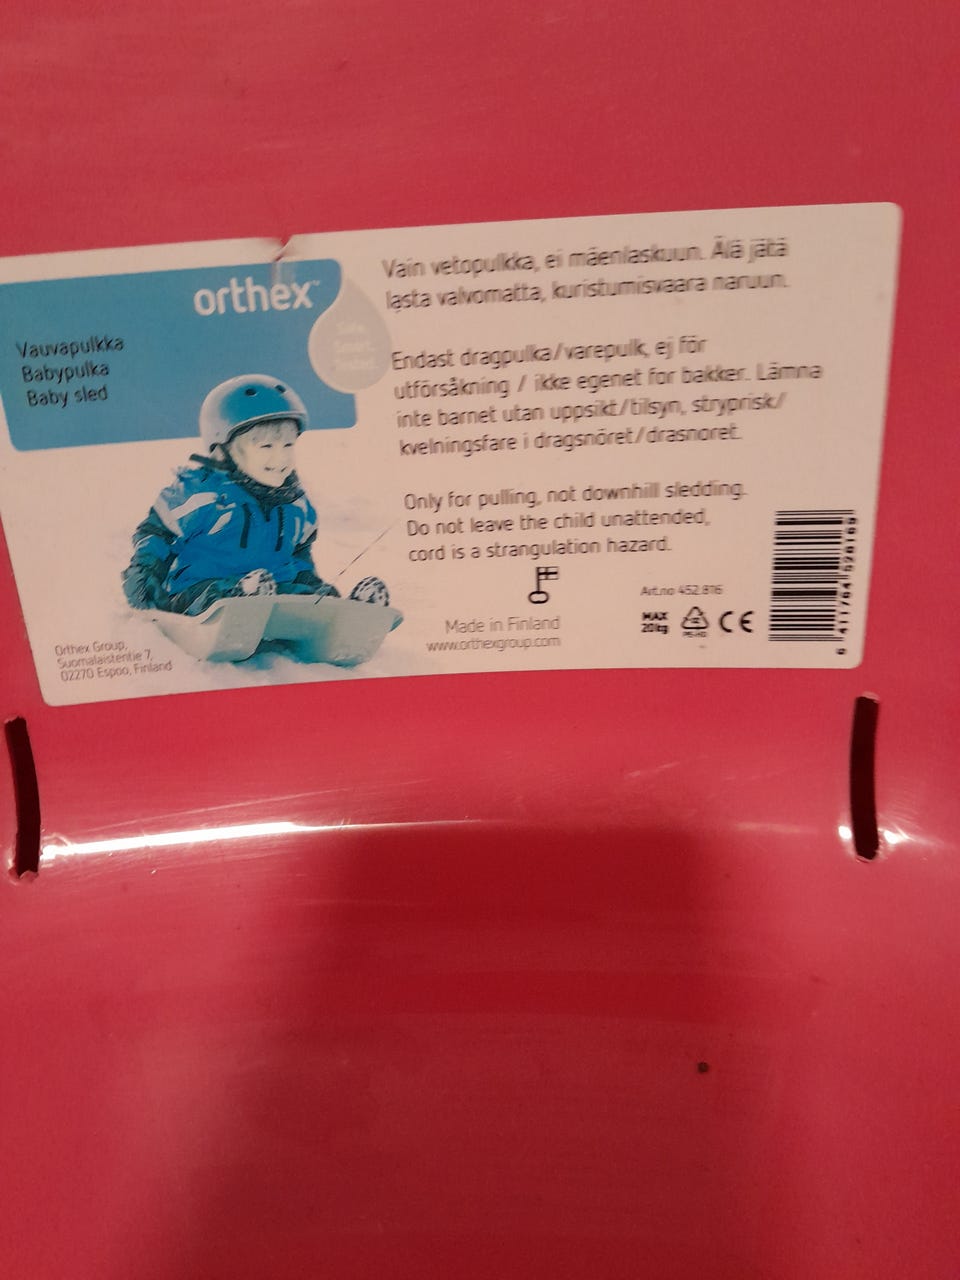 orthex™
Vauvapulkka
Babypulka
Baby sled
Vain vetopulkka, ei mäenlaskuun. Älä jätä
lasta valvomatta, kuristumisvaara naruun.
Endast dragpulka/varepulk, ej för
utförsåkning / ikke egenet for bakker. Lämna
inte barnet utan uppsikt/tilsyn, stryprisk/
kvelningsfare i dragsnöret/drasnoret.
Only for pulling, not downhill sledding.
Do not leave the child unattended,
cord is a strangulation hazard.
Made in Finland
www.orthexgroup.com
Art.no 452 816
MAX
20kg
CE
Orthex Group,
Suomalaistentie 7,
02270 Espoo, Finland